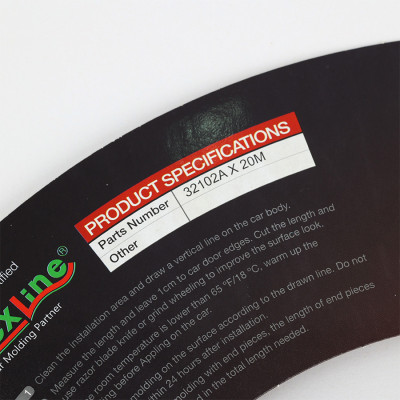 PRODUCT SPECIFICATIONS
Parts Number 32102A X 20M
Other
line®
Molding Partner
1 Clean the installation area and draw a vertical line on the car body.
Measure the length and leave 1cm to car door edges. Cut the length and
use razor blade knife or grind wheeling to improve the surface look.
room temperature is lower than 65 °F/18 °C, warm up the
before Appling on the car.
molding on the surface according to the drawn line. Do not
24 hours after installation.
molding with end pieces, the length of end pieces
in the total length needed.